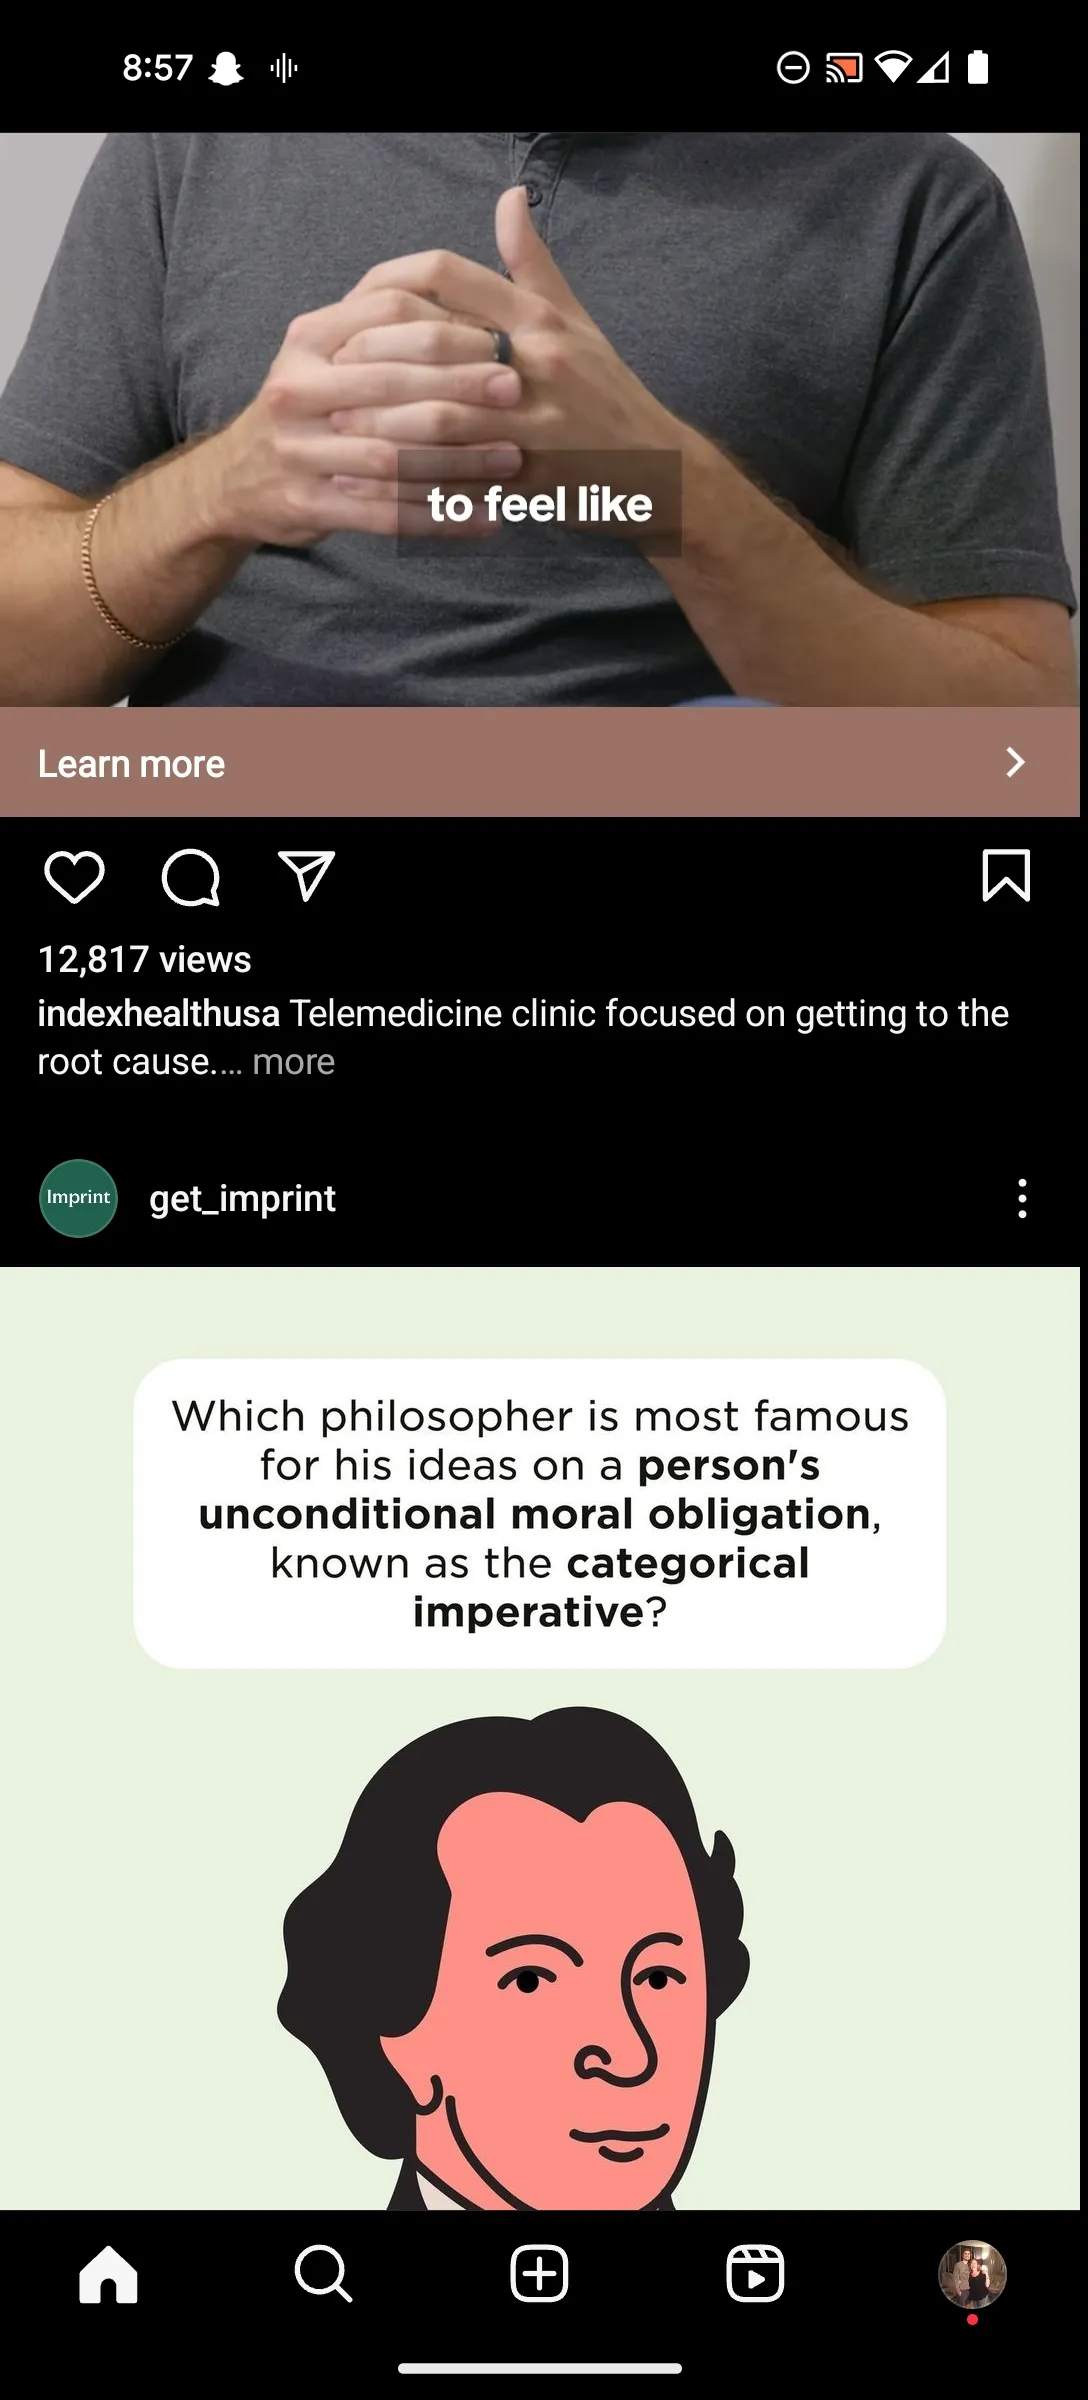 8:57
to feel like
Learn more
12,817 views
indexhealthusa Telemedicine clinic focused on getting to the
root cause.... more
Imprint
get_imprint
Which philosopher is most famous
for his ideas on a person's
unconditional moral obligation,
known as the categorical
imperative?